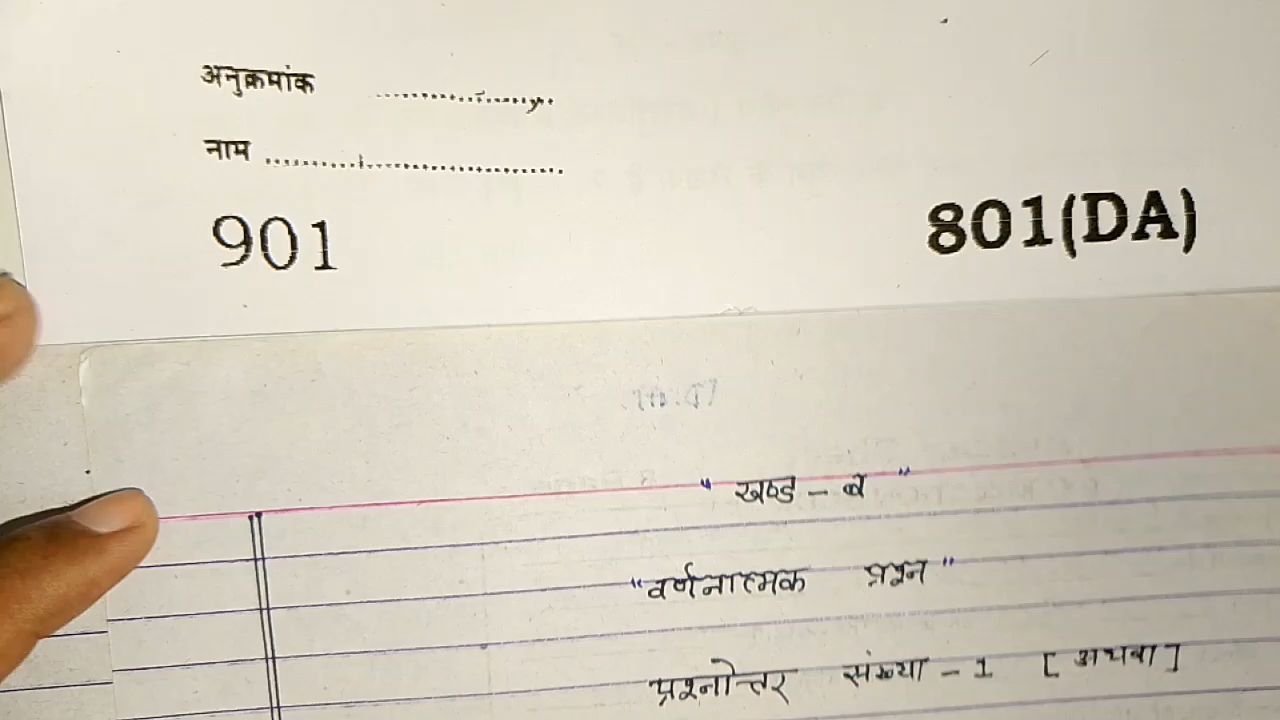 अनुक्रमांक ..............................
नाम ..............................
901 801(DA)
" खण्ड - ब "
"वर्णनात्मक प्रश्न"
प्रश्नोत्तर संख्या - 1 [ अथवा ]